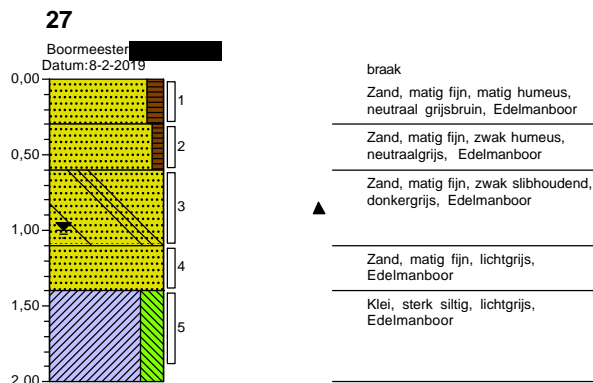 27
Boormeester
Datum:8-2-2019
braak
0,00
Zand, matig fijn, matig humeus,
neutraal grijsbruin, Edelmanboor
1
Zand, matig fijn, zwak humeus,
neutraalgrijs, Edelmanboor
2
0,50
Zand, matig fijn, zwak slibhoudend,
donkergrijs, Edelmanboor
3
1,00
Zand, matig fijn, lichtgrijs,
Edelmanboor
4
1,50
Klei, sterk siltig, lichtgrijs,
Edelmanboor
5
2,00